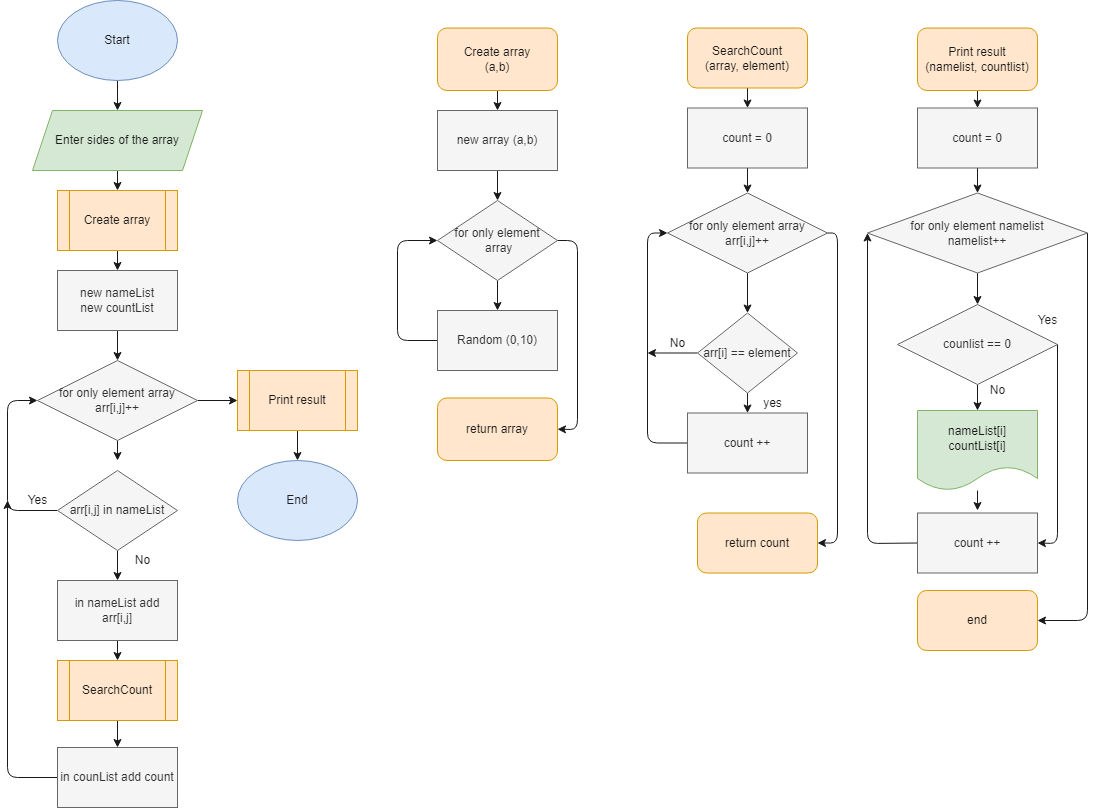 Start
Enter sides of the array
Create array
new nameList
new countList
for only element array
arr[i,j]++
Print result
End
Yes
arr[i,j] in nameList
No
in nameList add
arr[i,j]
SearchCount
in counList add count
Create array
(a,b)
new array (a,b)
for only element
array
Random (0,10)
return array
SearchCount
(array, element)
count = 0
for only element array
arr[i,j]++
No
arr[i] == element
yes
count ++
return count
Print result
(namelist, countlist)
count = 0
for only element namelist
namelist++
Yes
counlist == 0
No
nameList[i]
countList[i]
count ++
end